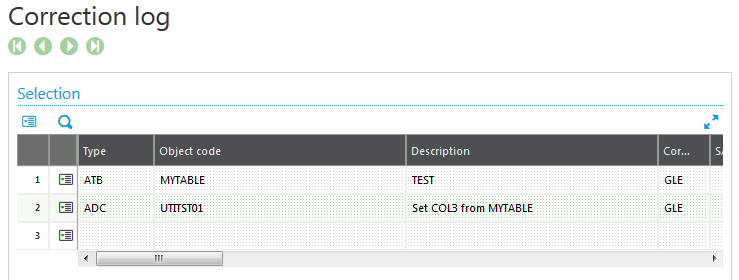 Correction log
Selection
Type Object code Description Cor... SA
1 ATB MYTABLE TEST GLE
2 ADC UTITST01 Set COL3 from MYTABLE GLE
3